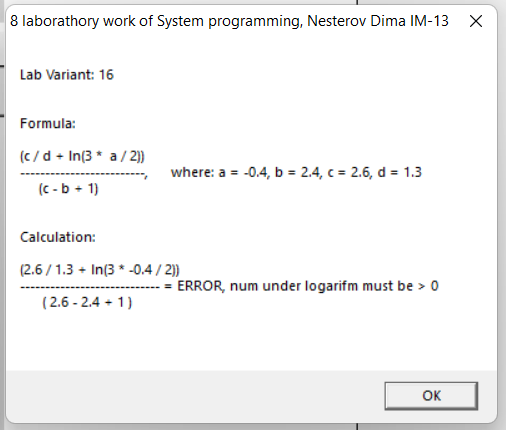 8 laborathory work of System programming, Nesterov Dima IM-13
Lab Variant: 16
Formula:
(c / d + ln(3 * a / 2))
-------------------------, where: a = -0.4, b = 2.4, c = 2.6, d = 1.3
(c - b + 1)
Calculation:
(2.6 / 1.3 + ln(3 * -0.4 / 2))
---------------------------- = ERROR, num under logarifm must be > 0
( 2.6 - 2.4 + 1 )
OK